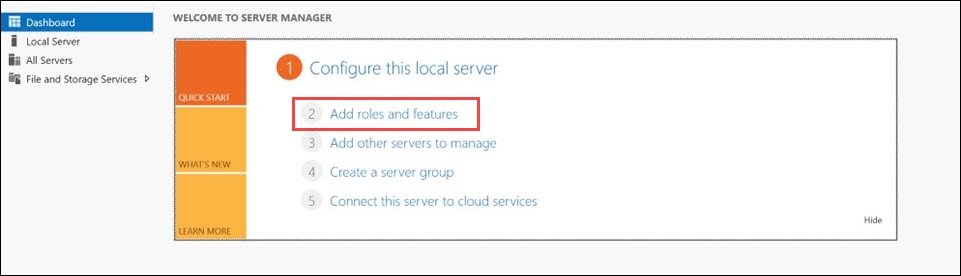 Dashboard
Local Server
All Servers
File and Storage Services
WELCOME TO SERVER MANAGER
QUICK START
WHAT'S NEW
LEARN MORE
1 Configure this local server
2 Add roles and features
3 Add other servers to manage
4 Create a server group
5 Connect this server to cloud services
Hide